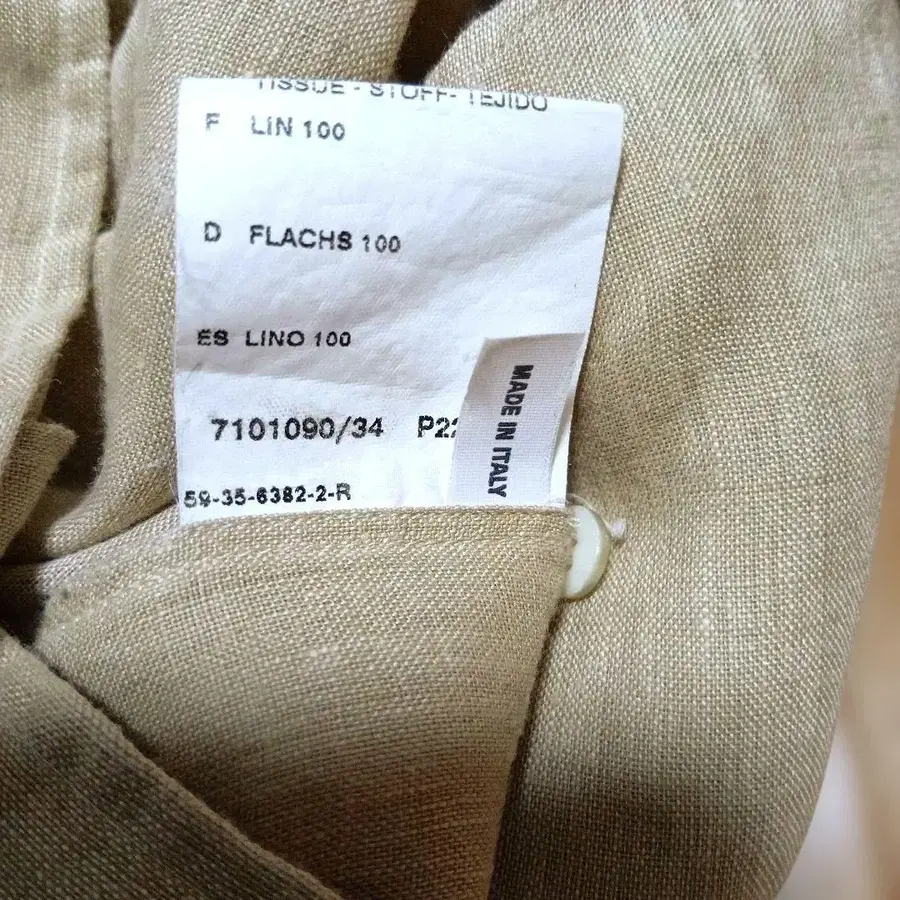 TISSUE - STOFF- TEJIDO
F LIN 100
D FLACHS 100
ES LINO 100
7101090/34 P22
59-35-6382-2-R
MADE IN ITALY